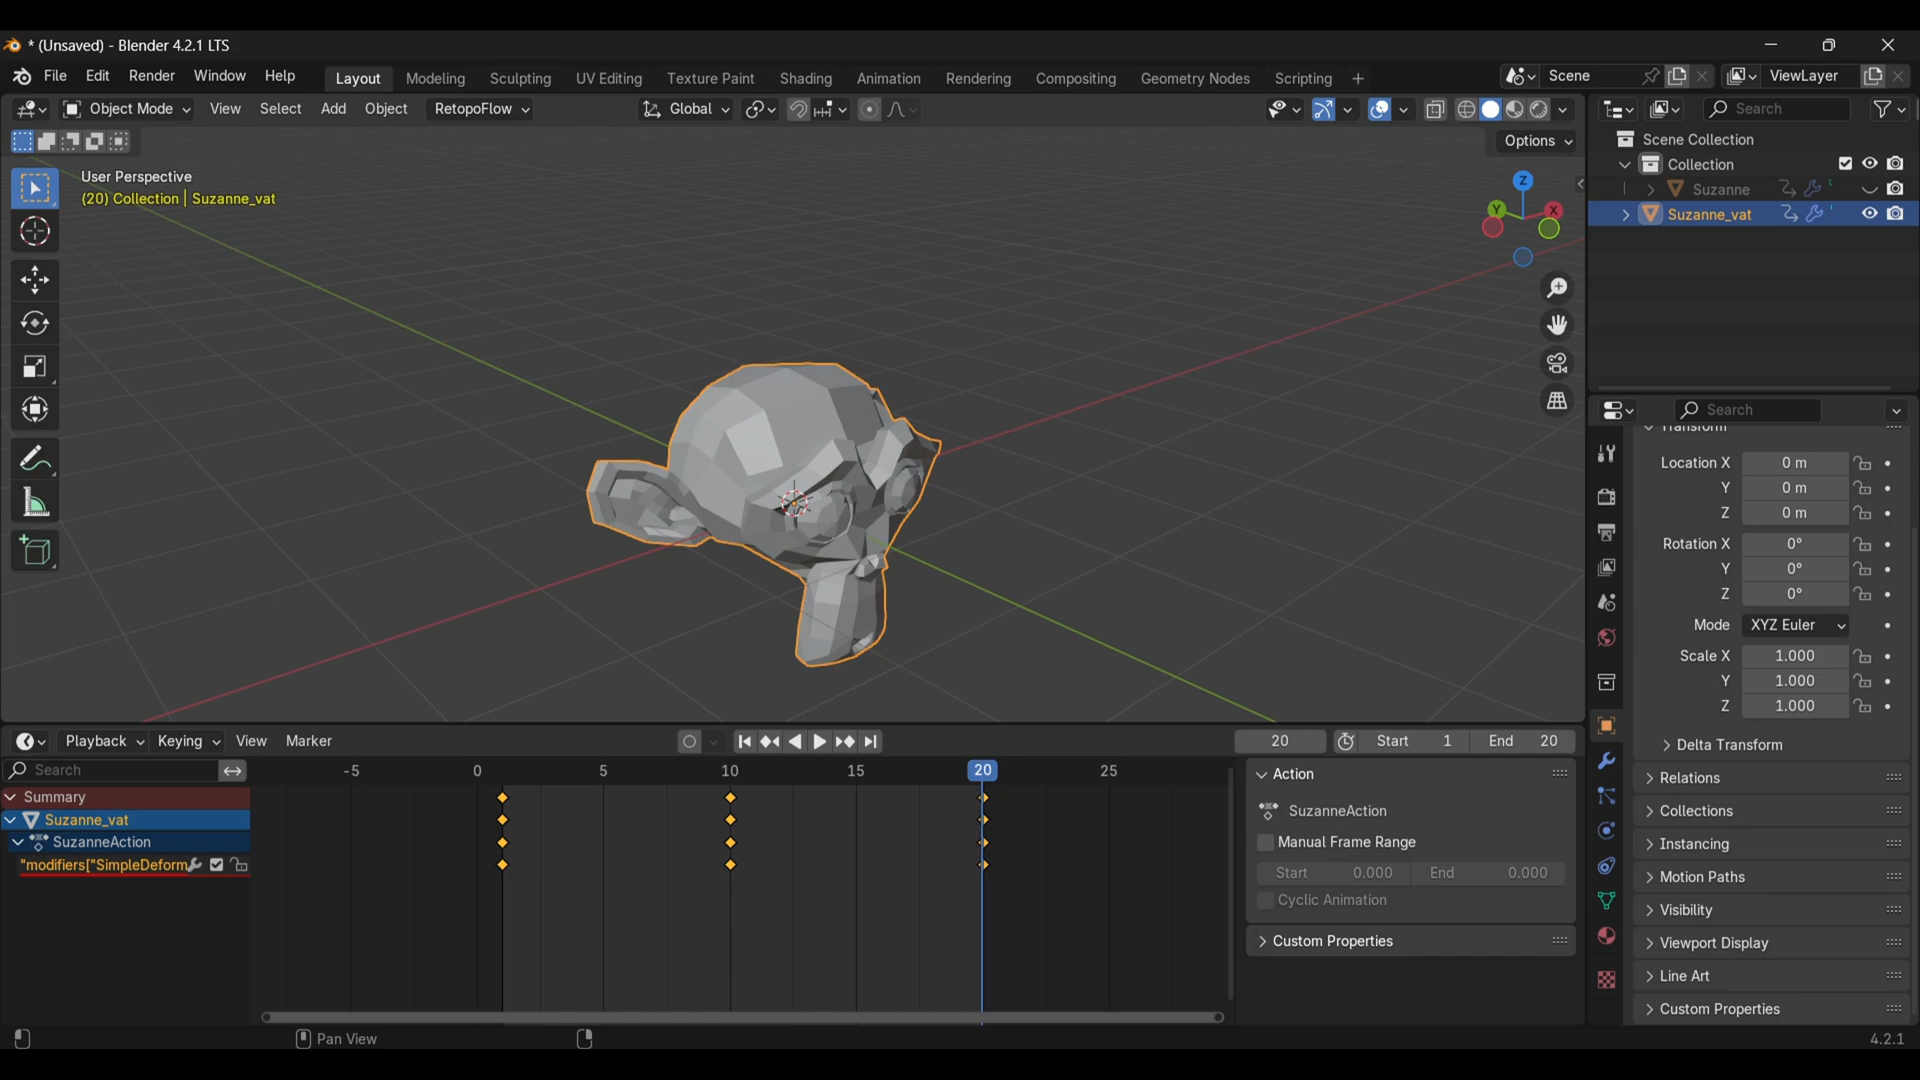 * (Unsaved) - Blender 4.2.1 LTS
File Edit Render Window Help Layout Modeling Sculpting UV Editing Texture Paint Shading Animation Rendering Compositing Geometry Nodes Scripting + Scene ViewLayer
Object Mode View Select Add Object RetopoFlow Global Search
Options
Scene Collection
Collection
Suzanne
Suzanne_vat
User Perspective
(20) Collection | Suzanne_vat
Z
Y
X
Search
Transform
Location X 0 m
Y 0 m
Z 0 m
Rotation X 0°
Y 0°
Z 0°
Mode XYZ Euler
Scale X 1.000
Y 1.000
Z 1.000
Delta Transform
Relations
Collections
Instancing
Motion Paths
Visibility
Viewport Display
Line Art
Custom Properties
Playback Keying View Marker 20 Start 1 End 20
Search -5 0 5 10 15 20 25
Summary
Suzanne_vat
SuzanneAction
"modifiers["SimpleDeform
Action
SuzanneAction
Manual Frame Range
Start 0.000 End 0.000
Cyclic Animation
Custom Properties
Pan View
4.2.1